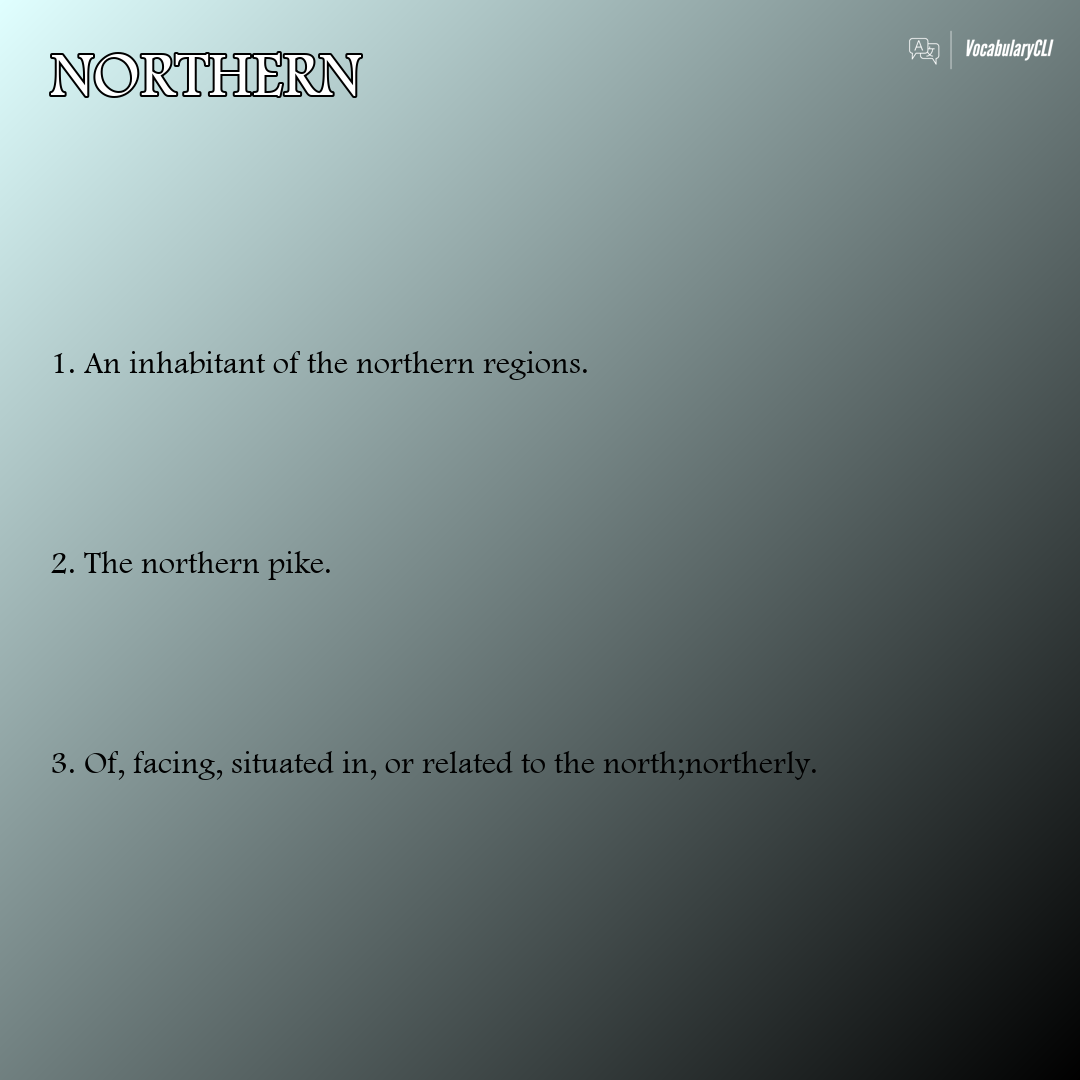 NORTHERN
VocabularyCLI
1. An inhabitant of the northern regions.
2. The northern pike.
3. Of, facing, situated in, or related to the north;northerly.